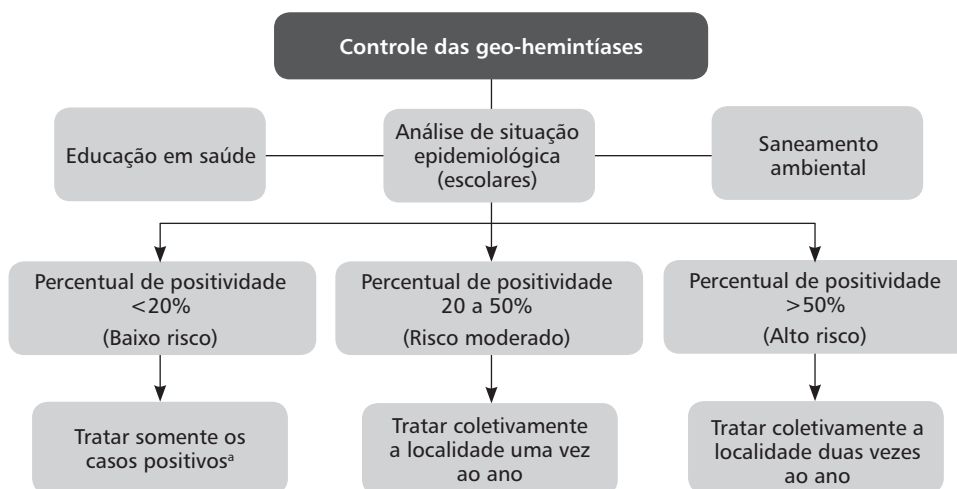 Controle das geo-hemintíases
Educação em saúde
Análise de situação
epidemiológica
(escolares)
Saneamento
ambiental
Percentual de positividade
<20%
(Baixo risco)
Percentual de positividade
20 a 50%
(Risco moderado)
Percentual de positividade
>50%
(Alto risco)
Tratar somente os
casos positivosᵃ
Tratar coletivamente
a localidade uma vez
ao ano
Tratar coletivamente a
localidade duas vezes
ao ano